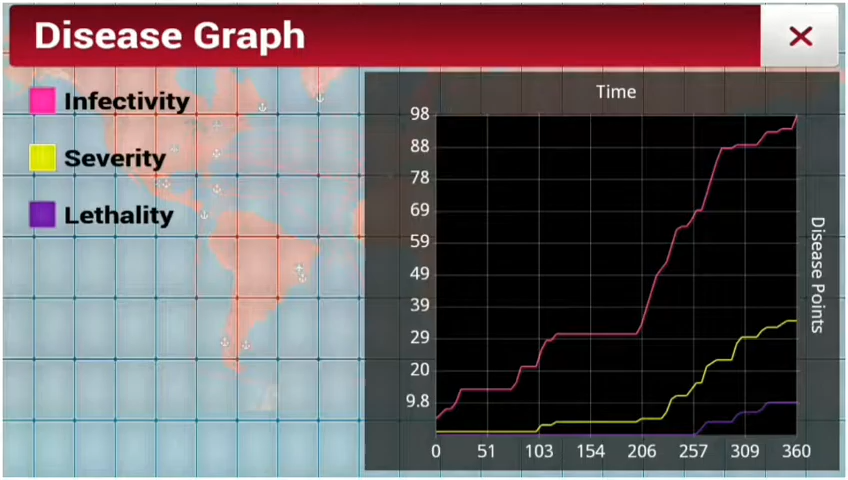 Disease Graph
Infectivity
Severity
Lethality
Time
98
88
78
69
59
49
39
29
20
9.8
0 51 103 154 206 257 309 360
Disease Points